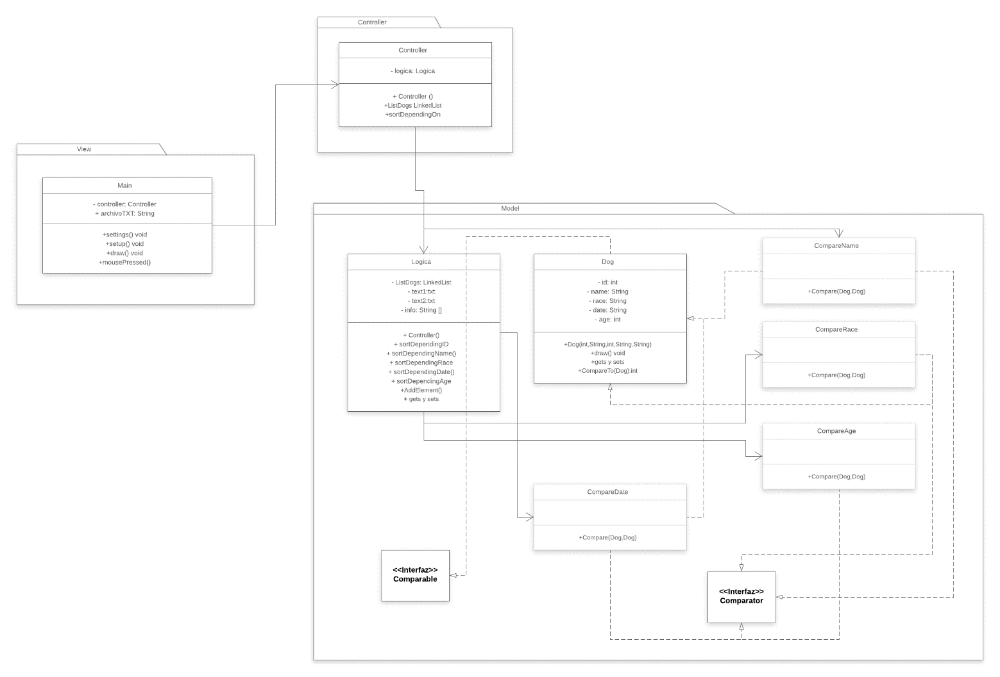 Controller
Controller
- logica: Logica
+ Controller ()
+ListDogs LinkedList
+sortDependingOn
View
Main
- controller: Controller
+ archivoTXT: String
+settings() void
+setup() void
+draw() void
+mousePressed()
Model
Logica
- ListDogs: LinkedList
- text1:txt
- text2:txt
- info: String []
+ Controller()
+ sortDependingID
+ sortDependingName()
+ sortDependingRace
+ sortDependingDate()
+ sortDependingAge
+AddElement()
+ gets y sets
Dog
- id: int
- name: String
- race: String
- date: String
- age: int
+Dog(int,String,int,String,String)
+draw() void
+gets y sets
+CompareTo(Dog):int
CompareName
+Compare(Dog,Dog)
CompareRace
+Compare(Dog,Dog)
CompareAge
+Compare(Dog,Dog)
CompareDate
+Compare(Dog,Dog)
<<Interfaz>>
Comparable
<<Interfaz>>
Comparator